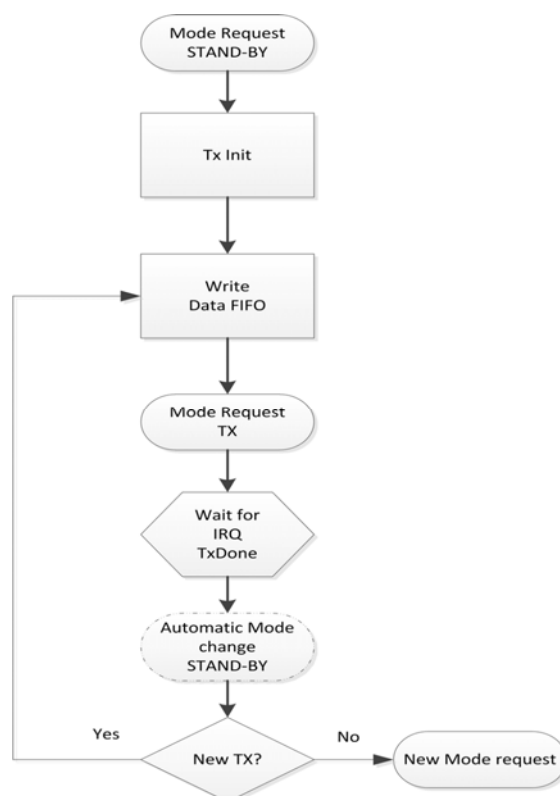 Mode Request
STAND-BY
Tx Init
Write
Data FIFO
Mode Request
TX
Wait for
IRQ
TxDone
Automatic Mode
change
STAND-BY
Yes
New TX?
No
New Mode request